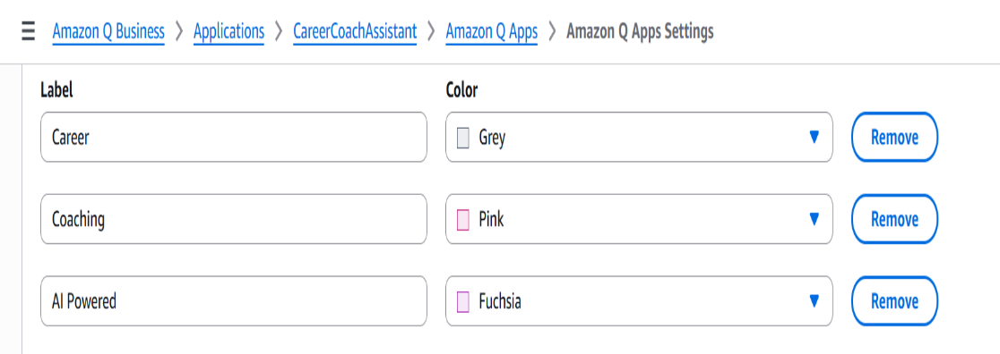 Amazon Q Business > Applications > CareerCoachAssistant > Amazon Q Apps > Amazon Q Apps Settings
Label Color
Career Grey Remove
Coaching Pink Remove
AI Powered Fuchsia Remove